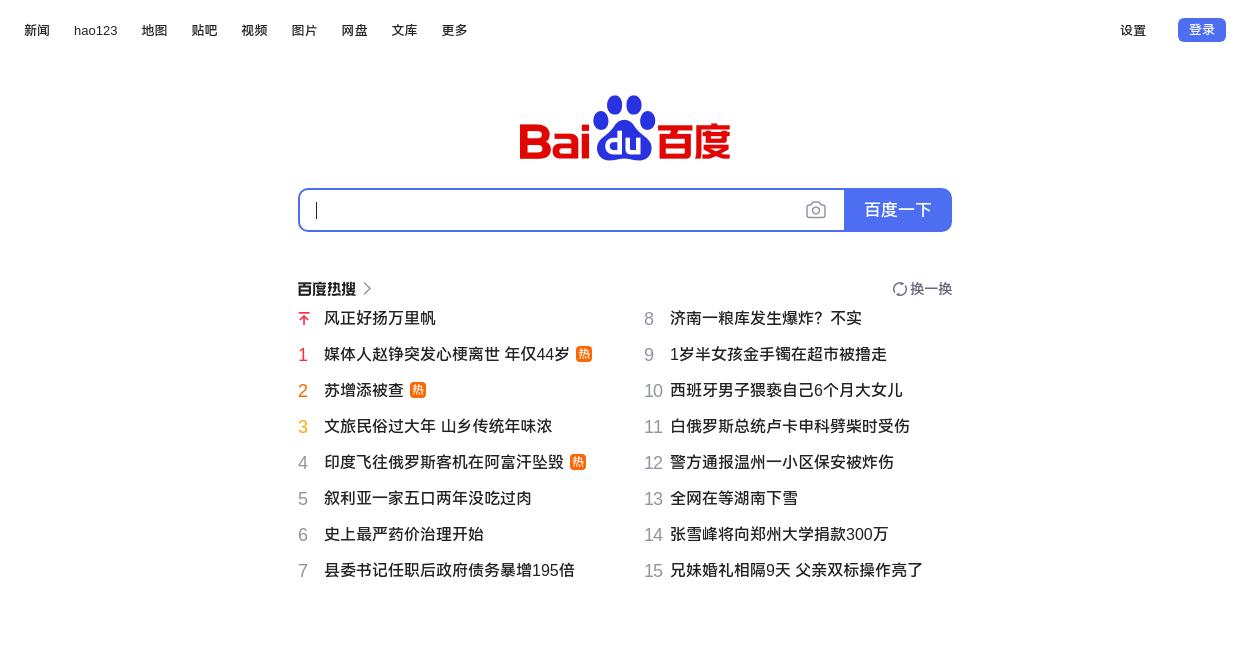 新闻 hao123 地图 贴吧 视频 图片 网盘 文库 更多 设置 登录
Bai du 百度
百度一下
百度热搜 换一换
风正好扬万里帆
1 媒体人赵铮突发心梗离世 年仅44岁 热
2 苏增添被查 热
3 文旅民俗过大年 山乡传统年味浓
4 印度飞往俄罗斯客机在阿富汗坠毁 热
5 叙利亚一家五口两年没吃过肉
6 史上最严药价治理开始
7 县委书记任职后政府债务暴增195倍
8 济南一粮库发生爆炸？不实
9 1岁半女孩金手镯在超市被撸走
10 西班牙男子猥亵自己6个月大女儿
11 白俄罗斯总统卢卡申科劈柴时受伤
12 警方通报温州一小区保安被炸伤
13 全网在等湖南下雪
14 张雪峰将向郑州大学捐款300万
15 兄妹婚礼相隔9天 父亲双标操作亮了